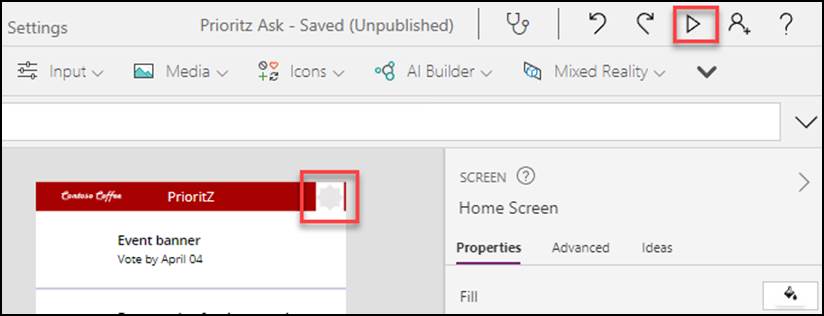 Settings
Prioritz Ask - Saved (Unpublished)
?
Input
Media
Icons
AI Builder
Mixed Reality
Contoso Coffee
PrioritZ
Event banner
Vote by April 04
SCREEN ?
Home Screen
Properties
Advanced
Ideas
Fill